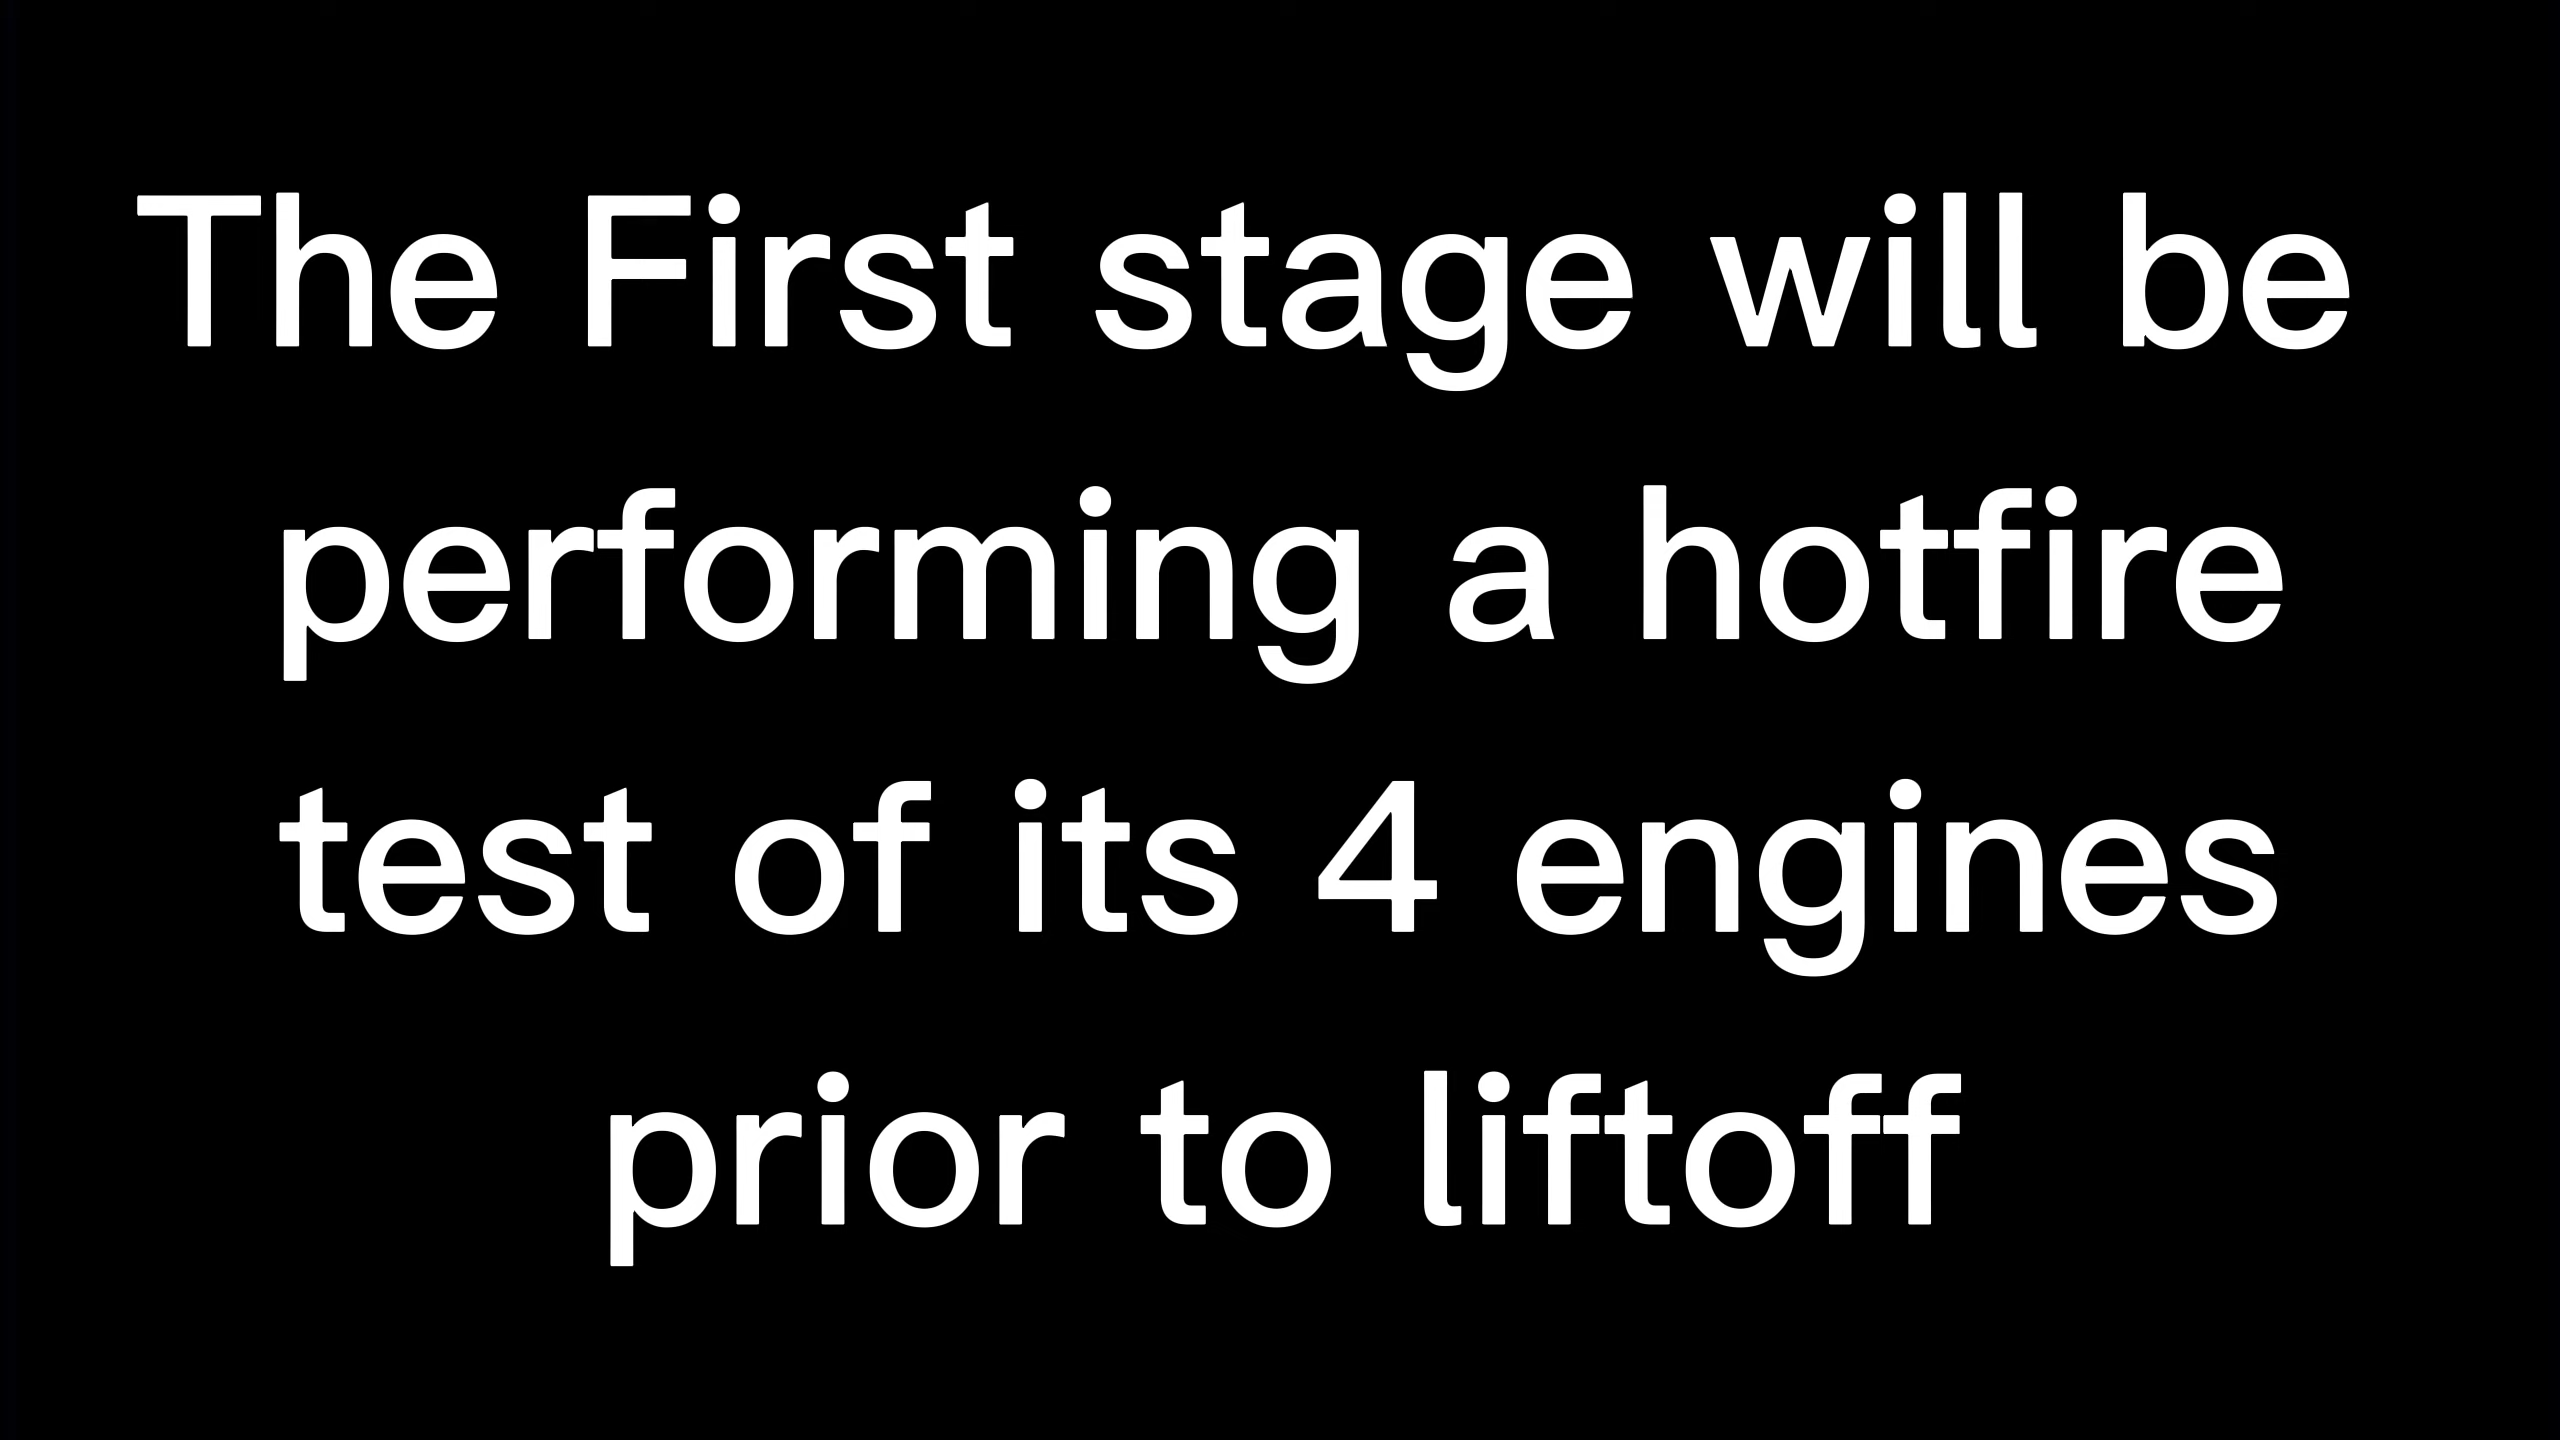 The First stage will be
performing a hotfire
test of its 4 engines
prior to liftoff